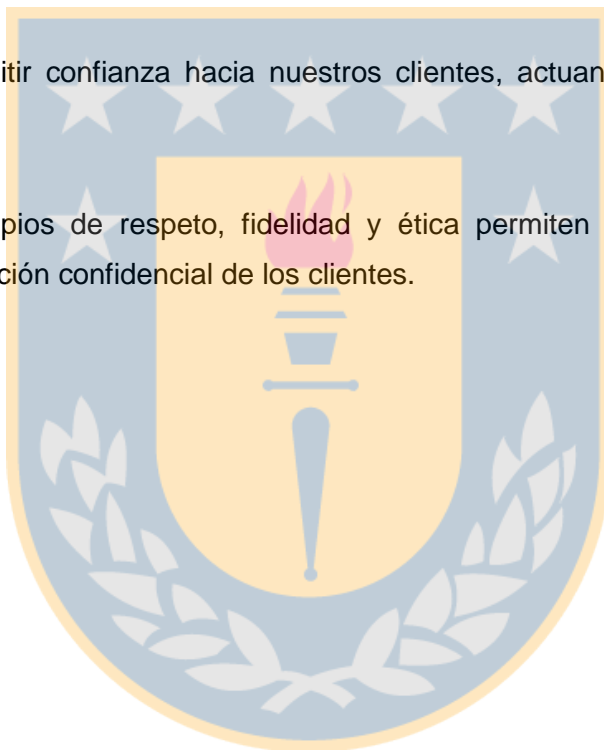 itir confianza hacia nuestros clientes, actuan
pios de respeto, fidelidad y ética permiten
ción confidencial de los clientes.